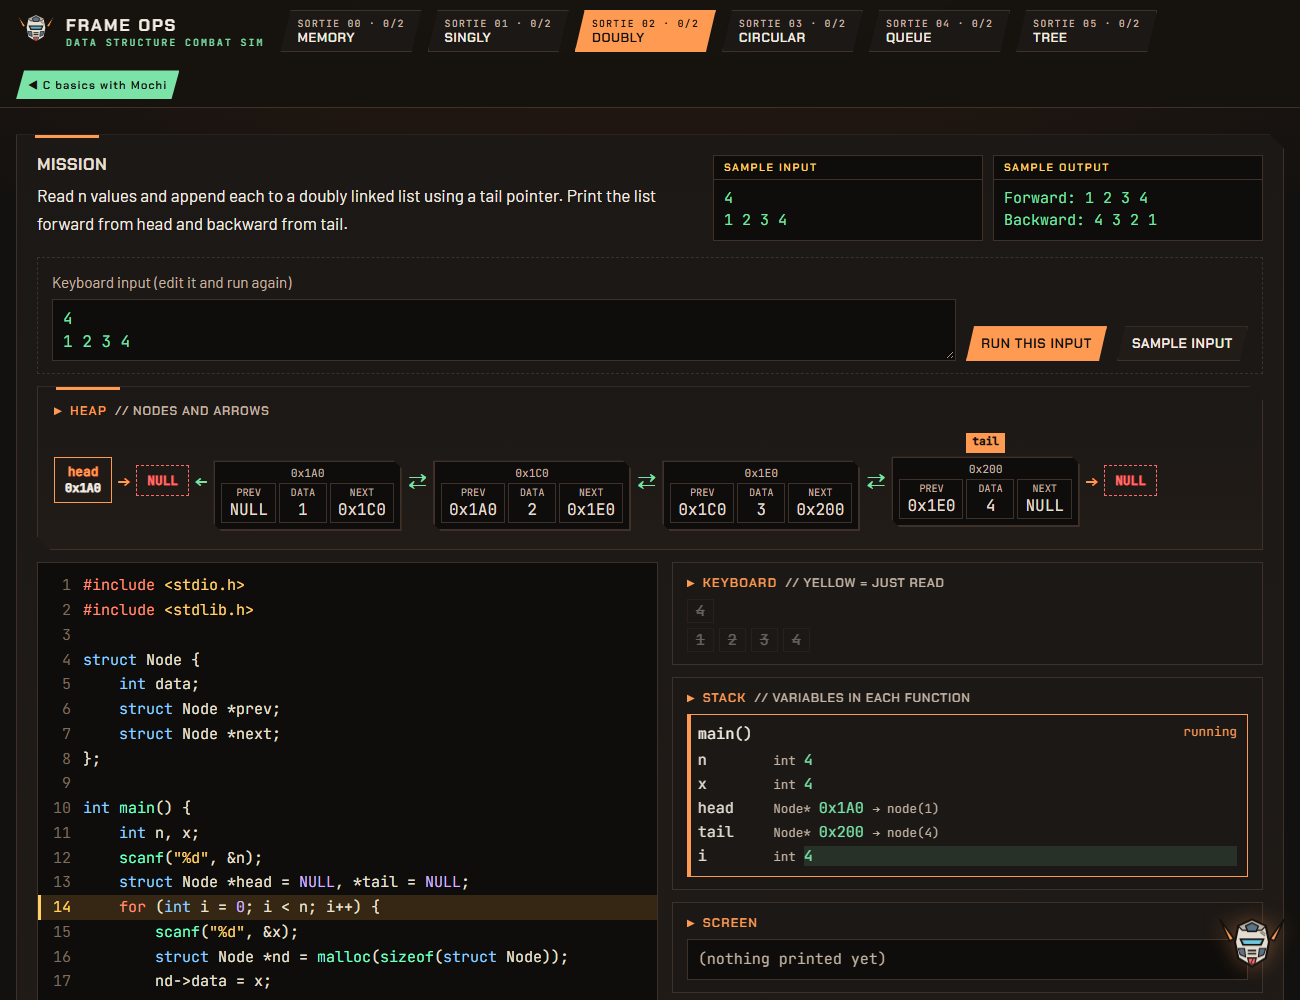 FRAME OPS
DATA STRUCTURE COMBAT SIM
SORTIE 00 · 0/2
MEMORY
SORTIE 01 · 0/2
SINGLY
SORTIE 02 · 0/2
DOUBLY
SORTIE 03 · 0/2
CIRCULAR
SORTIE 04 · 0/2
QUEUE
SORTIE 05 · 0/2
TREE
◀ C basics with Mochi
MISSION
Read n values and append each to a doubly linked list using a tail pointer. Print the list
forward from head and backward from tail.
SAMPLE INPUT
4
1 2 3 4
SAMPLE OUTPUT
Forward: 1 2 3 4
Backward: 4 3 2 1
Keyboard input (edit it and run again)
4
1 2 3 4
RUN THIS INPUT
SAMPLE INPUT
▶ HEAP // NODES AND ARROWS
head
0x1A0
→
NULL
←
0x1A0
PREV DATA NEXT
NULL 1 0x1C0
⇄
0x1C0
PREV DATA NEXT
0x1A0 2 0x1E0
⇄
0x1E0
PREV DATA NEXT
0x1C0 3 0x200
⇄
tail
0x200
PREV DATA NEXT
0x1E0 4 NULL
→
NULL
1 #include <stdio.h>
2 #include <stdlib.h>
3
4 struct Node {
5     int data;
6     struct Node *prev;
7     struct Node *next;
8 };
9
10 int main() {
11     int n, x;
12     scanf("%d", &n);
13     struct Node *head = NULL, *tail = NULL;
14     for (int i = 0; i < n; i++) {
15         scanf("%d", &x);
16         struct Node *nd = malloc(sizeof(struct Node));
17         nd->data = x;
▶ KEYBOARD // YELLOW = JUST READ
4
1 2 3 4
▶ STACK // VARIABLES IN EACH FUNCTION
main() running
n int 4
x int 4
head Node* 0x1A0 → node(1)
tail Node* 0x200 → node(4)
i int 4
▶ SCREEN
(nothing printed yet)